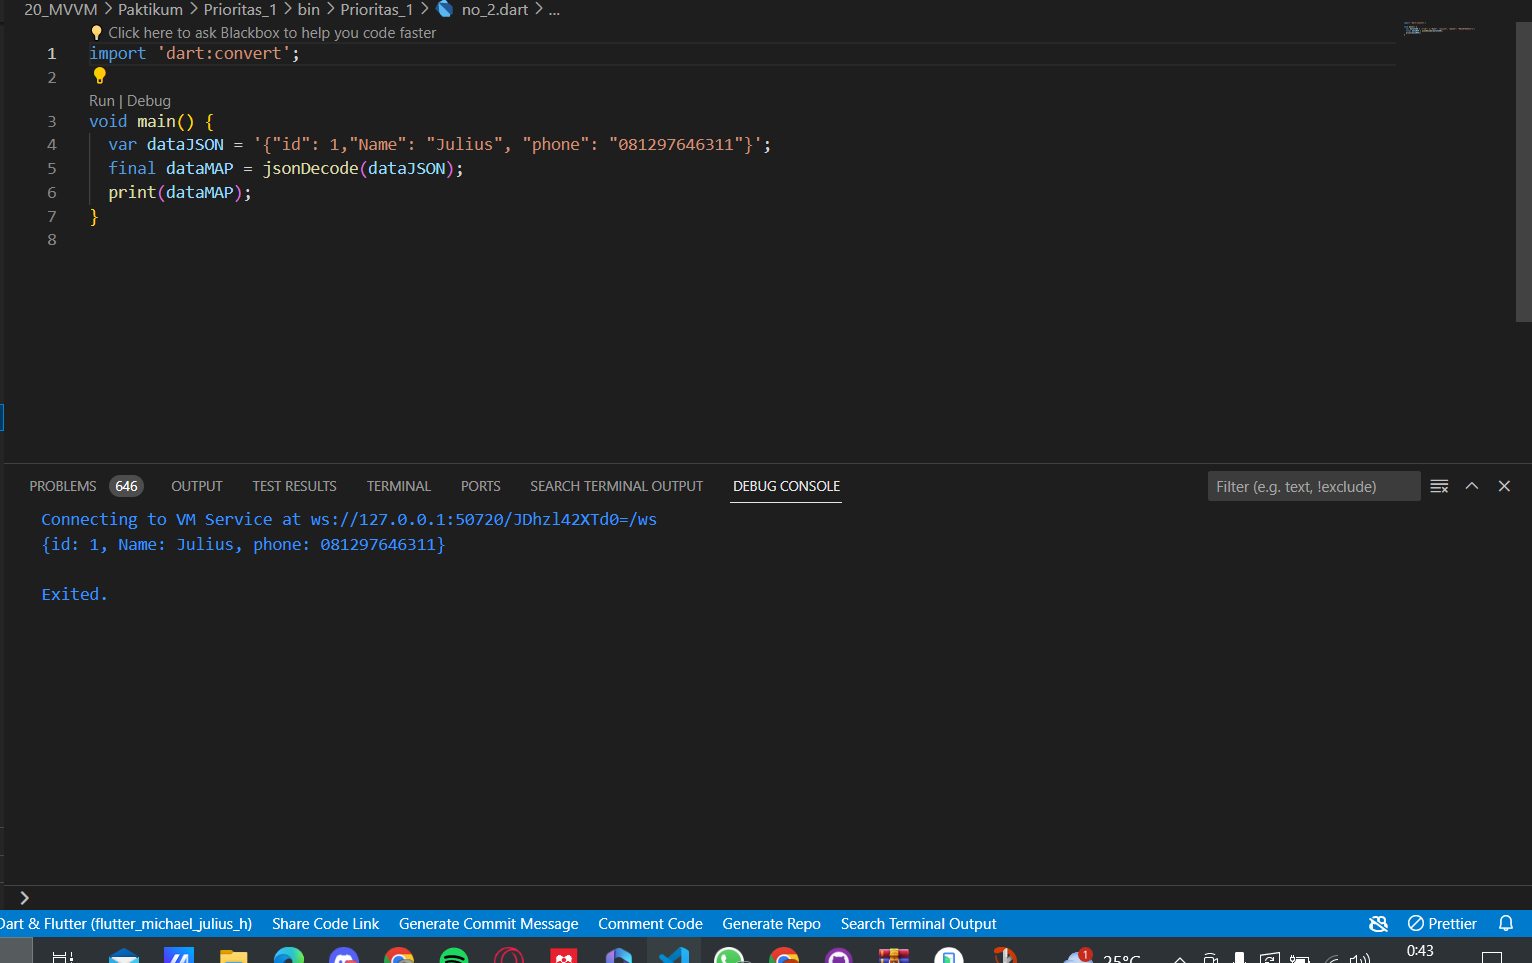 20_MVVM > Paktikum > Prioritas_1 > bin > Prioritas_1 > no_2.dart > ...
Click here to ask Blackbox to help you code faster
1 import 'dart:convert';
2
Run | Debug
3 void main() {
4 var dataJSON = '{"id": 1,"Name": "Julius", "phone": "081297646311"}';
5 final dataMAP = jsonDecode(dataJSON);
6 print(dataMAP);
7 }
8
PROBLEMS 646 OUTPUT TEST RESULTS TERMINAL PORTS SEARCH TERMINAL OUTPUT DEBUG CONSOLE Filter (e.g. text, !exclude)
Connecting to VM Service at ws://127.0.0.1:50720/JDhzl42XTd0=/ws
{id: 1, Name: Julius, phone: 081297646311}
Exited.
Dart & Flutter (flutter_michael_julius_h) Share Code Link Generate Commit Message Comment Code Generate Repo Search Terminal Output Prettier
1 25°C 0:43